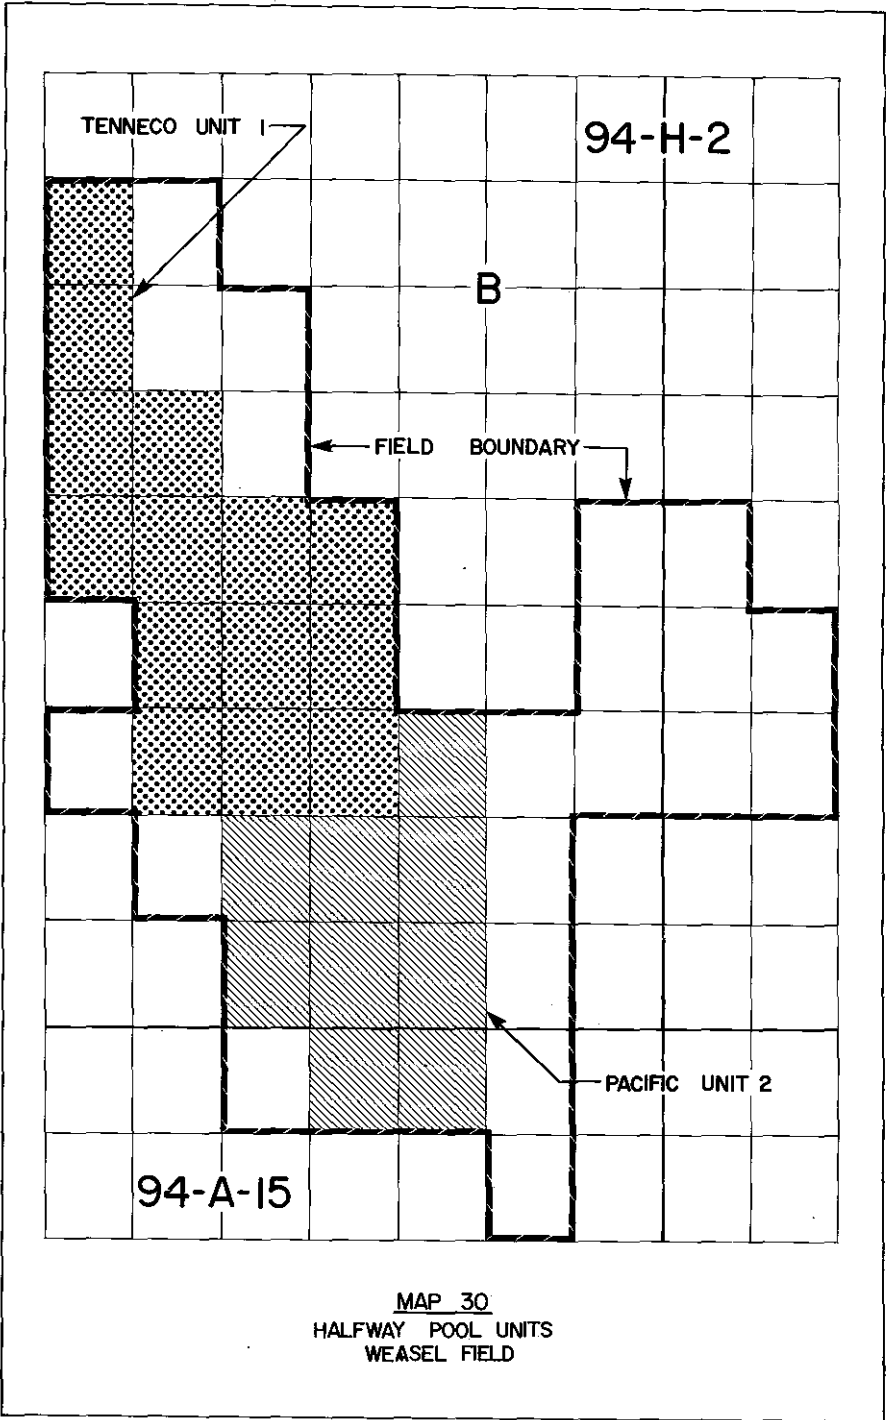 TENNECO UNIT 1
94-H-2
B
FIELD BOUNDARY
PACIFIC UNIT 2
94-A-15
MAP 30
HALFWAY POOL UNITS
WEASEL FIELD